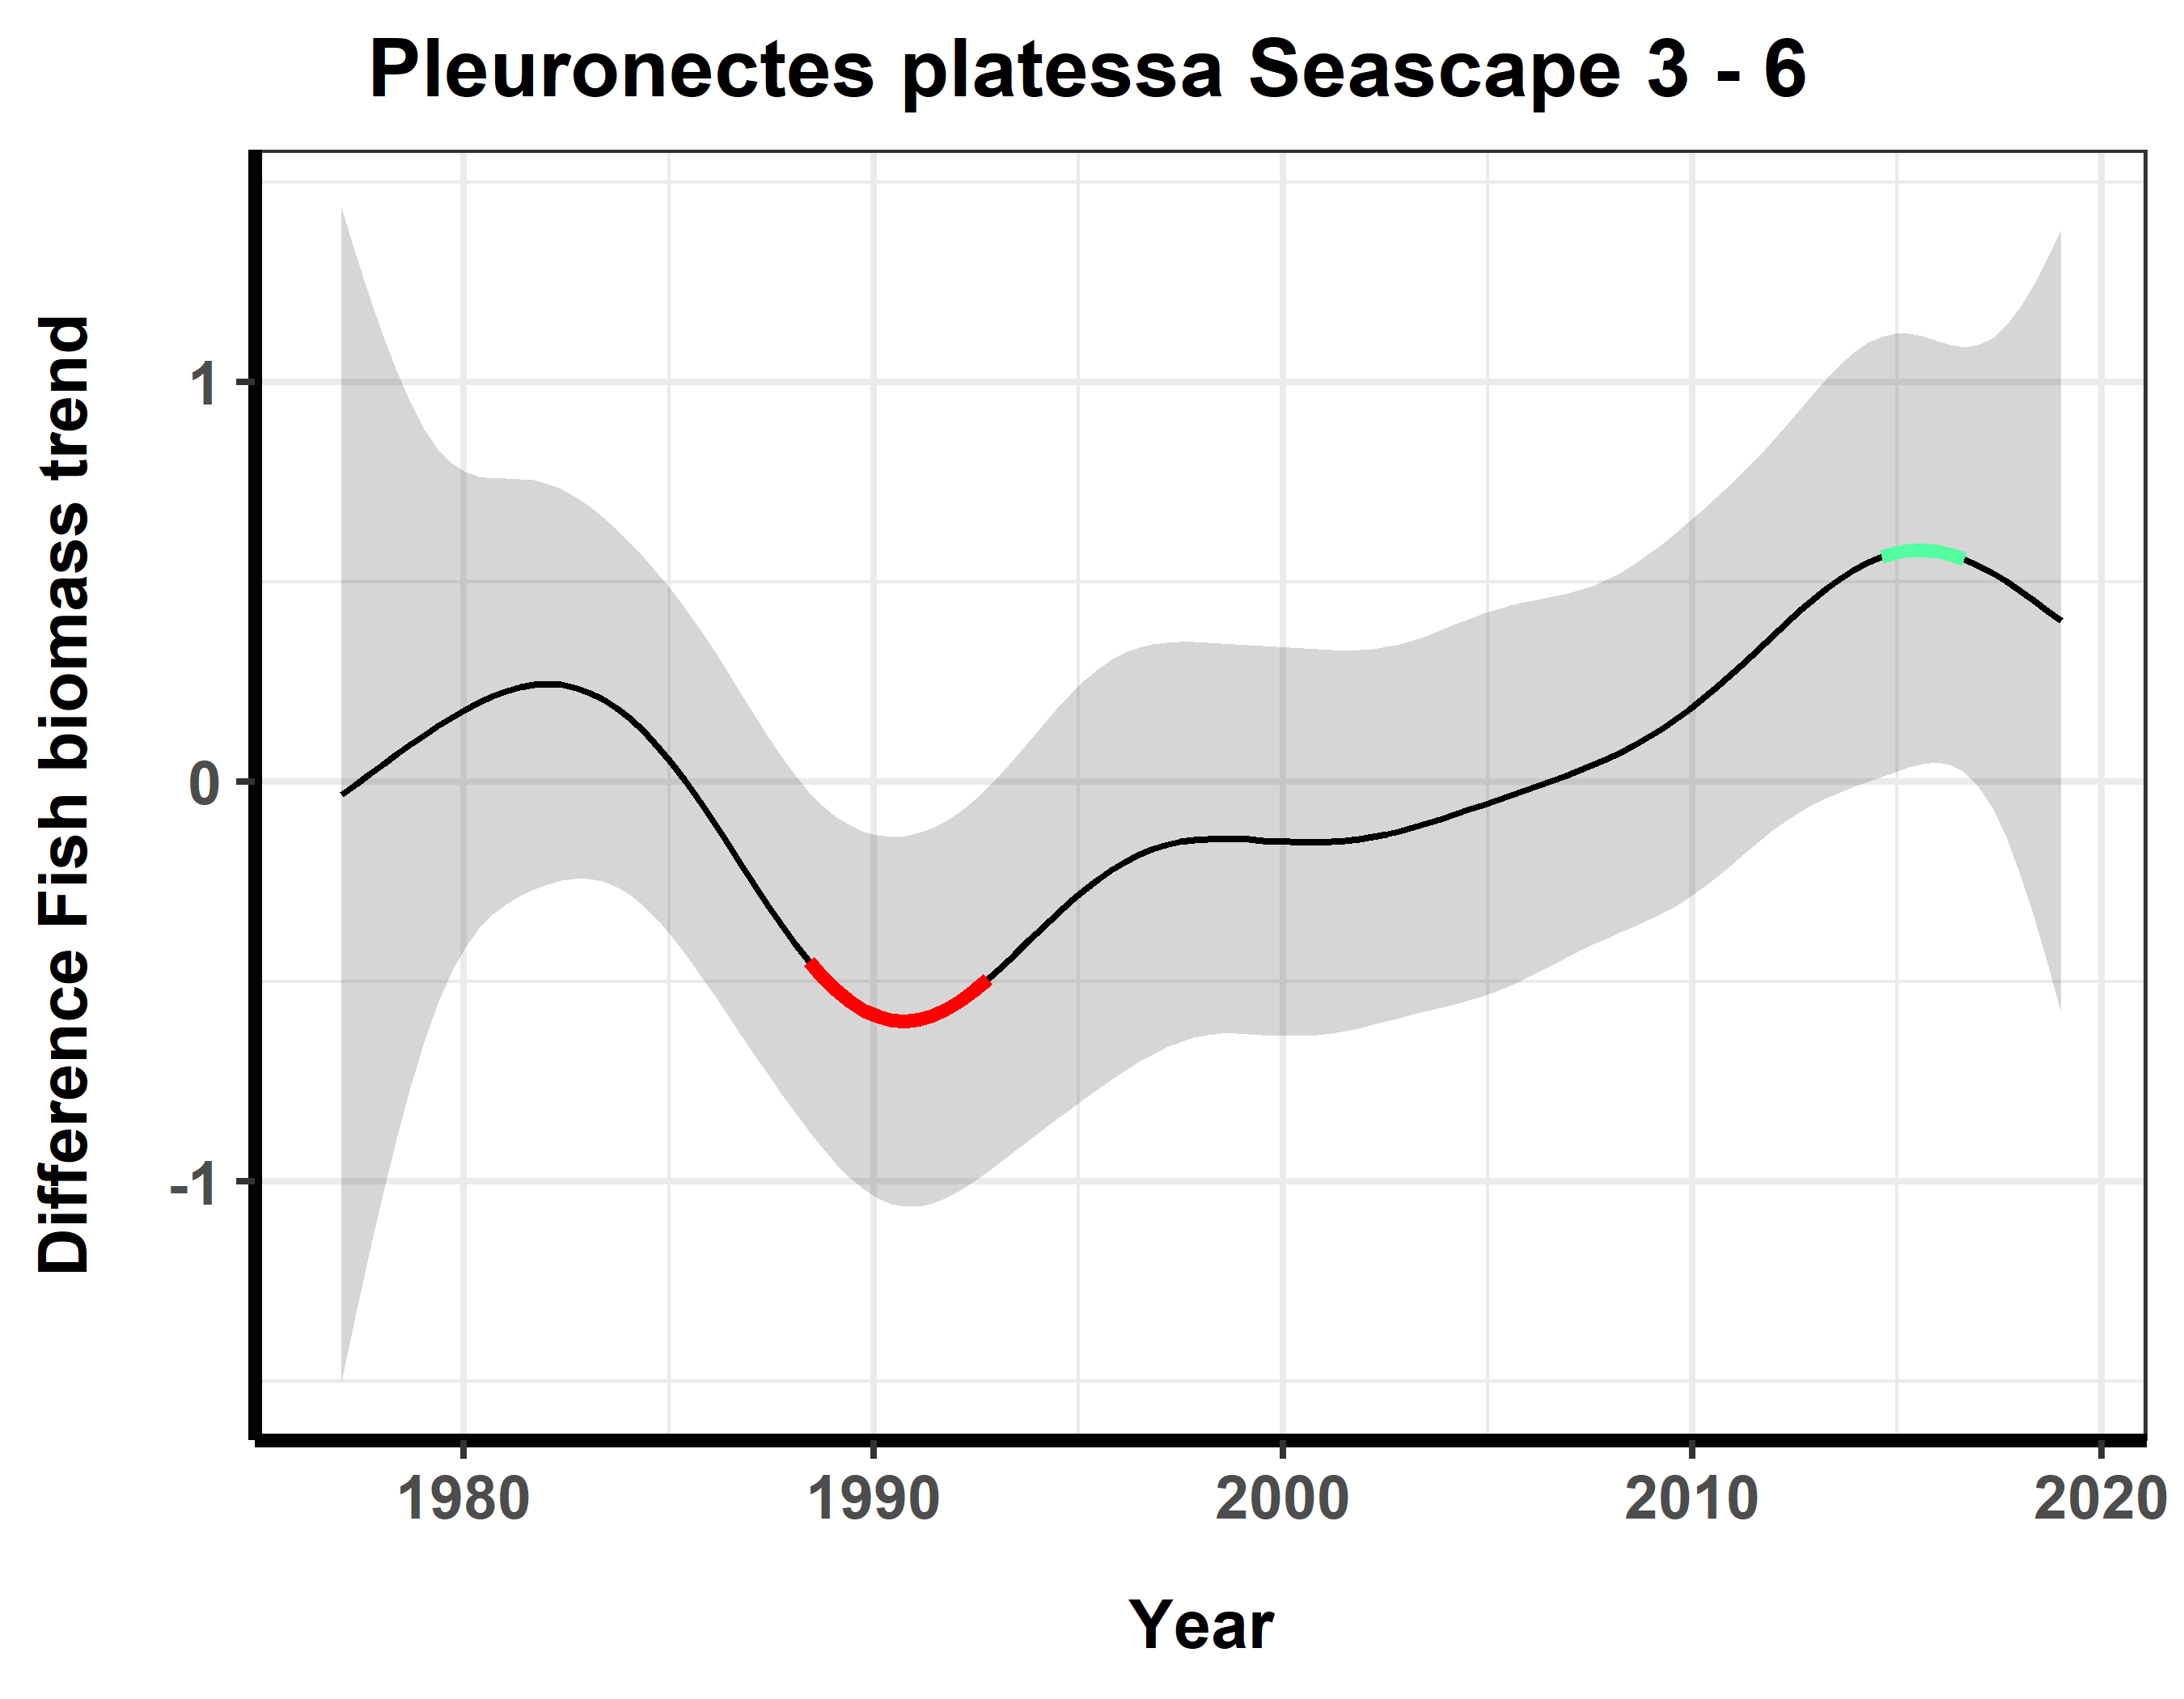 Pleuronectes platessa Seascape 3 - 6
Difference Fish biomass trend
1
0
-1
1980 1990 2000 2010 2020
Year